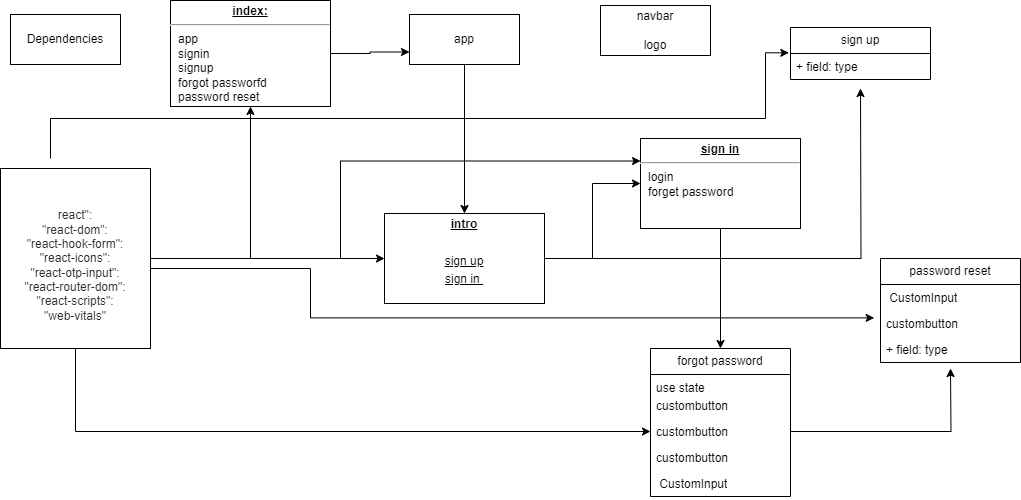 Dependencies
index:
app
signin
signup
forgot passworfd
password reset
app
navbar
logo
sign up
+ field: type
sign in
login
forget password
react":
"react-dom":
"react-hook-form":
"react-icons":
"react-otp-input":
"react-router-dom":
"react-scripts":
"web-vitals"
intro
sign up
sign in
password reset
CustomInput
custombutton
+ field: type
forgot password
use state
custombutton
custombutton
custombutton
CustomInput